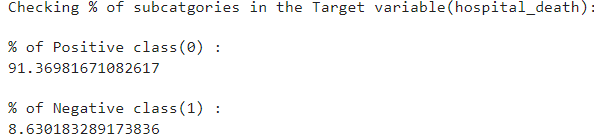 Checking % of subcatgories in the Target variable(hospital_death):
% of Positive class(0) :
91.36981671082617
% of Negative class(1) :
8.630183289173836